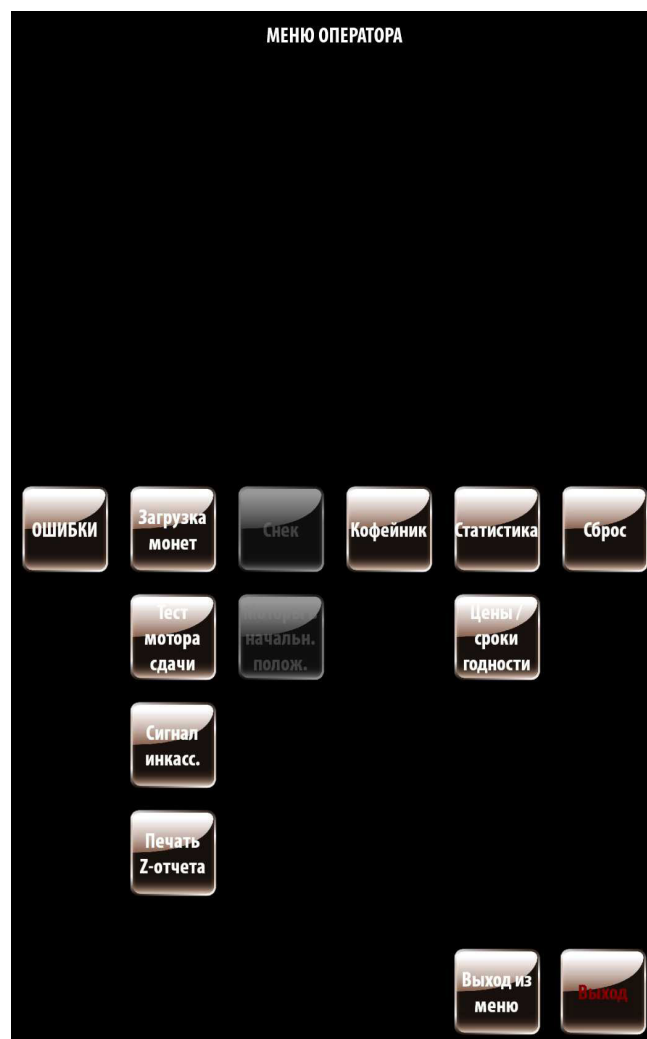 МЕНЮ ОПЕРАТОРА
ОШИБКИ
Загрузка
монет
Снек
Кофейник
Статистика
Сброс
Тест
мотора
сдачи
начальн.
полож.
Цены /
сроки
годности
Сигнал
инкасс.
Печать
Z-отчета
Выход из
меню
Выход